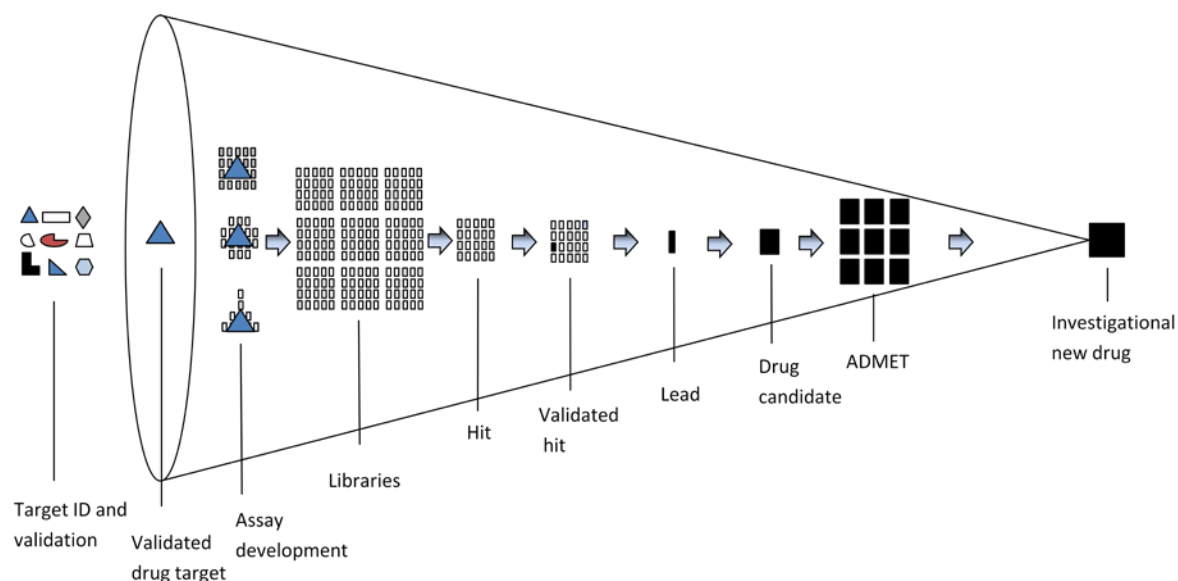 Target ID and
validation
Validated
drug target
Assay
development
Libraries
Hit
Validated
hit
Lead
Drug
candidate
ADMET
Investigational
new drug